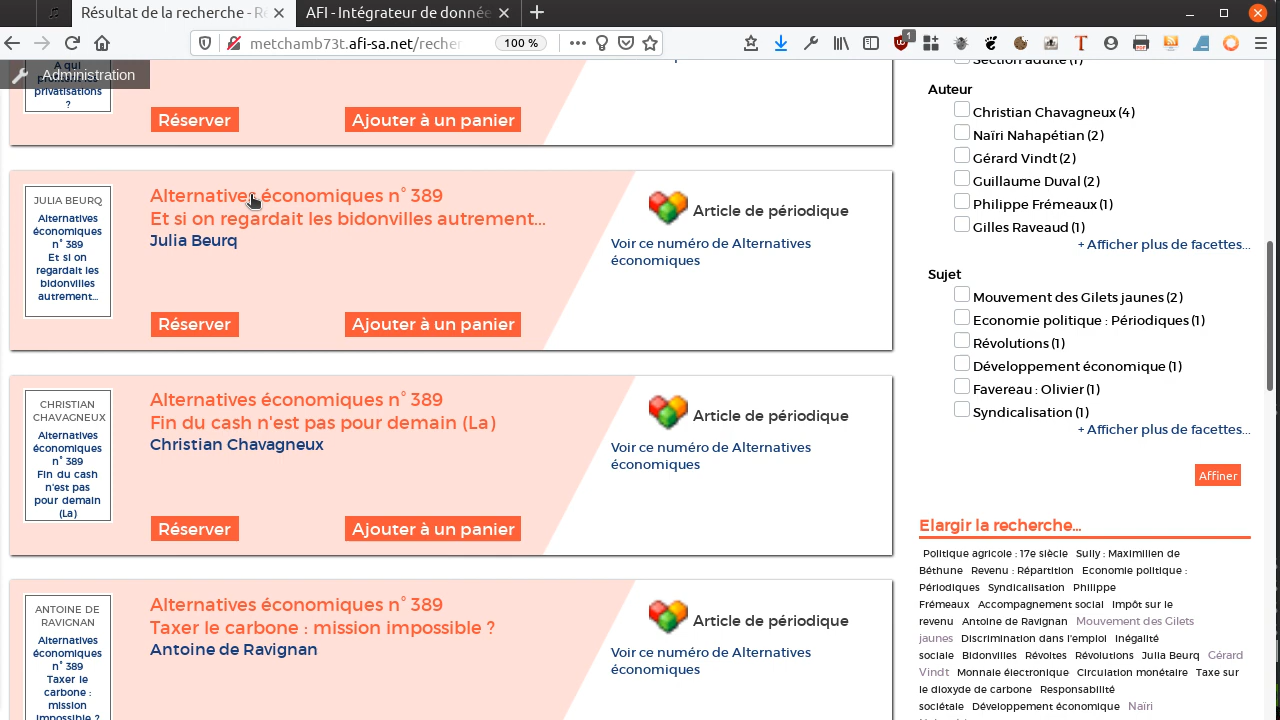 Résultat de la recherche - Re
AFI - Intégrateur de donnée
metchamb73t.afi-sa.net/recher
100 %
1
Administration
A qui
profitent les
privatisations
?
Réserver
Ajouter à un panier
JULIA BEURQ
Alternatives
économiques
n° 389
Et si on
regardait les
bidonvilles
autrement...
Alternatives économiques n° 389
Et si on regardait les bidonvilles autrement...
Julia Beurq
Réserver
Ajouter à un panier
Article de périodique
Voir ce numéro de Alternatives
économiques
CHRISTIAN
CHAVAGNEUX
Alternatives
économiques
n° 389
Fin du cash
n'est pas
pour demain
(La)
Alternatives économiques n° 389
Fin du cash n'est pas pour demain (La)
Christian Chavagneux
Réserver
Ajouter à un panier
Article de périodique
Voir ce numéro de Alternatives
économiques
ANTOINE DE
RAVIGNAN
Alternatives
économiques
n° 389
Taxer le
carbone :
mission
impossible ?
Alternatives économiques n° 389
Taxer le carbone : mission impossible ?
Antoine de Ravignan
Article de périodique
Voir ce numéro de Alternatives
économiques
Section adulte (1)
Auteur
Christian Chavagneux (4)
Naïri Nahapétian (2)
Gérard Vindt (2)
Guillaume Duval (2)
Philippe Frémeaux (1)
Gilles Raveaud (1)
+ Afficher plus de facettes...
Sujet
Mouvement des Gilets jaunes (2)
Economie politique : Périodiques (1)
Révolutions (1)
Développement économique (1)
Favereau : Olivier (1)
Syndicalisation (1)
+ Afficher plus de facettes...
Affiner
Elargir la recherche...
Politique agricole : 17e siècle Sully : Maximilien de
Béthune Revenu : Répartition Economie politique :
Périodiques Syndicalisation Philippe
Frémeaux Accompagnement social Impôt sur le
revenu Antoine de Ravignan Mouvement des Gilets
jaunes Discrimination dans l'emploi Inégalité
sociale Bidonvilles Révoltes Révolutions Julia Beurq Gérard
Vindt Monnaie électronique Circulation monétaire Taxe sur
le dioxyde de carbone Responsabilité
sociétale Développement économique Naïri